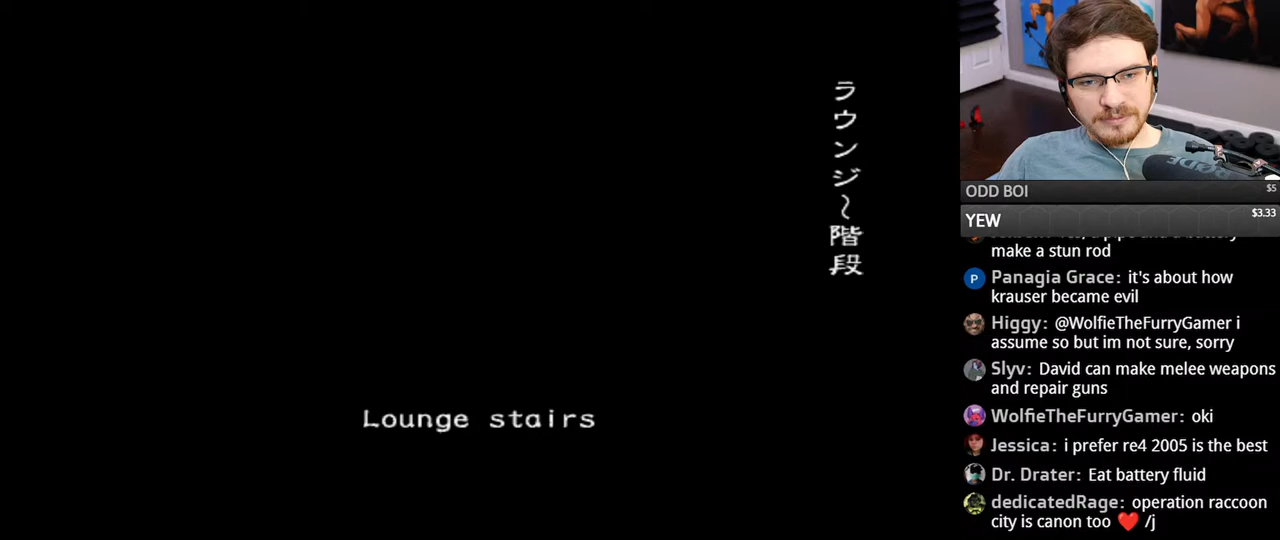 ラウンジ～階段
Lounge stairs
ODD BOI
$5
YEW
$3.33
make a stun rod
Panagia Grace: it's about how
krauser became evil
Higgy: @WolfieTheFurryGamer i
assume so but im not sure, sorry
Slyv: David can make melee weapons
and repair guns
WolfieTheFurryGamer: oki
Jessica: i prefer re4 2005 is the best
Dr. Drater: Eat battery fluid
dedicatedRage: operation raccoon
city is canon too ❤️ /j